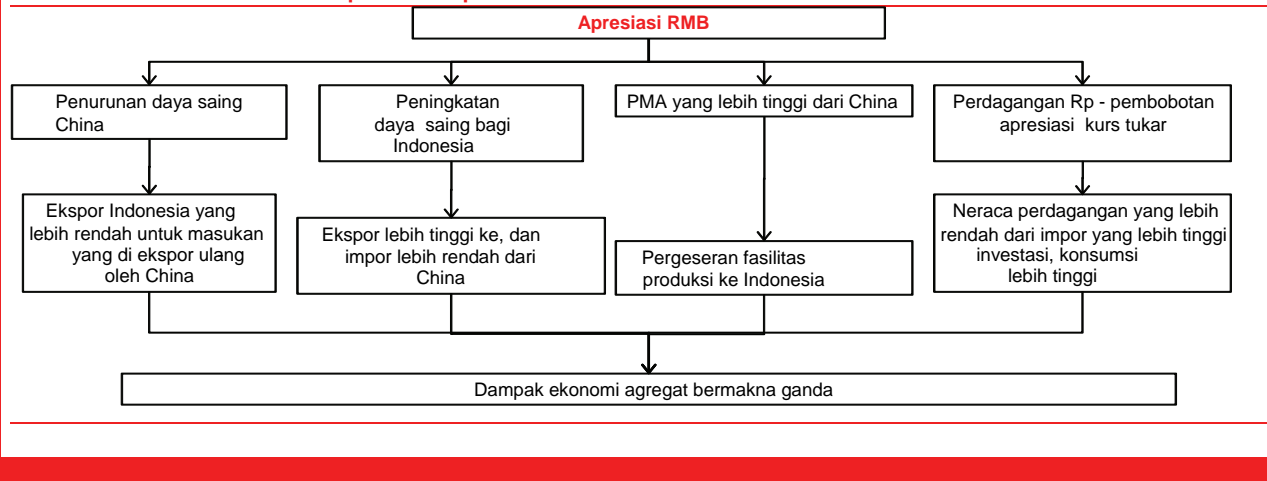 Apresiasi RMB
Penurunan daya saing
China
Peningkatan
daya saing bagi
Indonesia
PMA yang lebih tinggi dari China
Perdagangan Rp - pembobotan
apresiasi kurs tukar
Ekspor Indonesia yang
lebih rendah untuk masukan
yang di ekspor ulang
oleh China
Ekspor lebih tinggi ke, dan
impor lebih rendah dari
China
Pergeseran fasilitas
produksi ke Indonesia
Neraca perdagangan yang lebih
rendah dari impor yang lebih tinggi
investasi, konsumsi
lebih tinggi
Dampak ekonomi agregat bermakna ganda